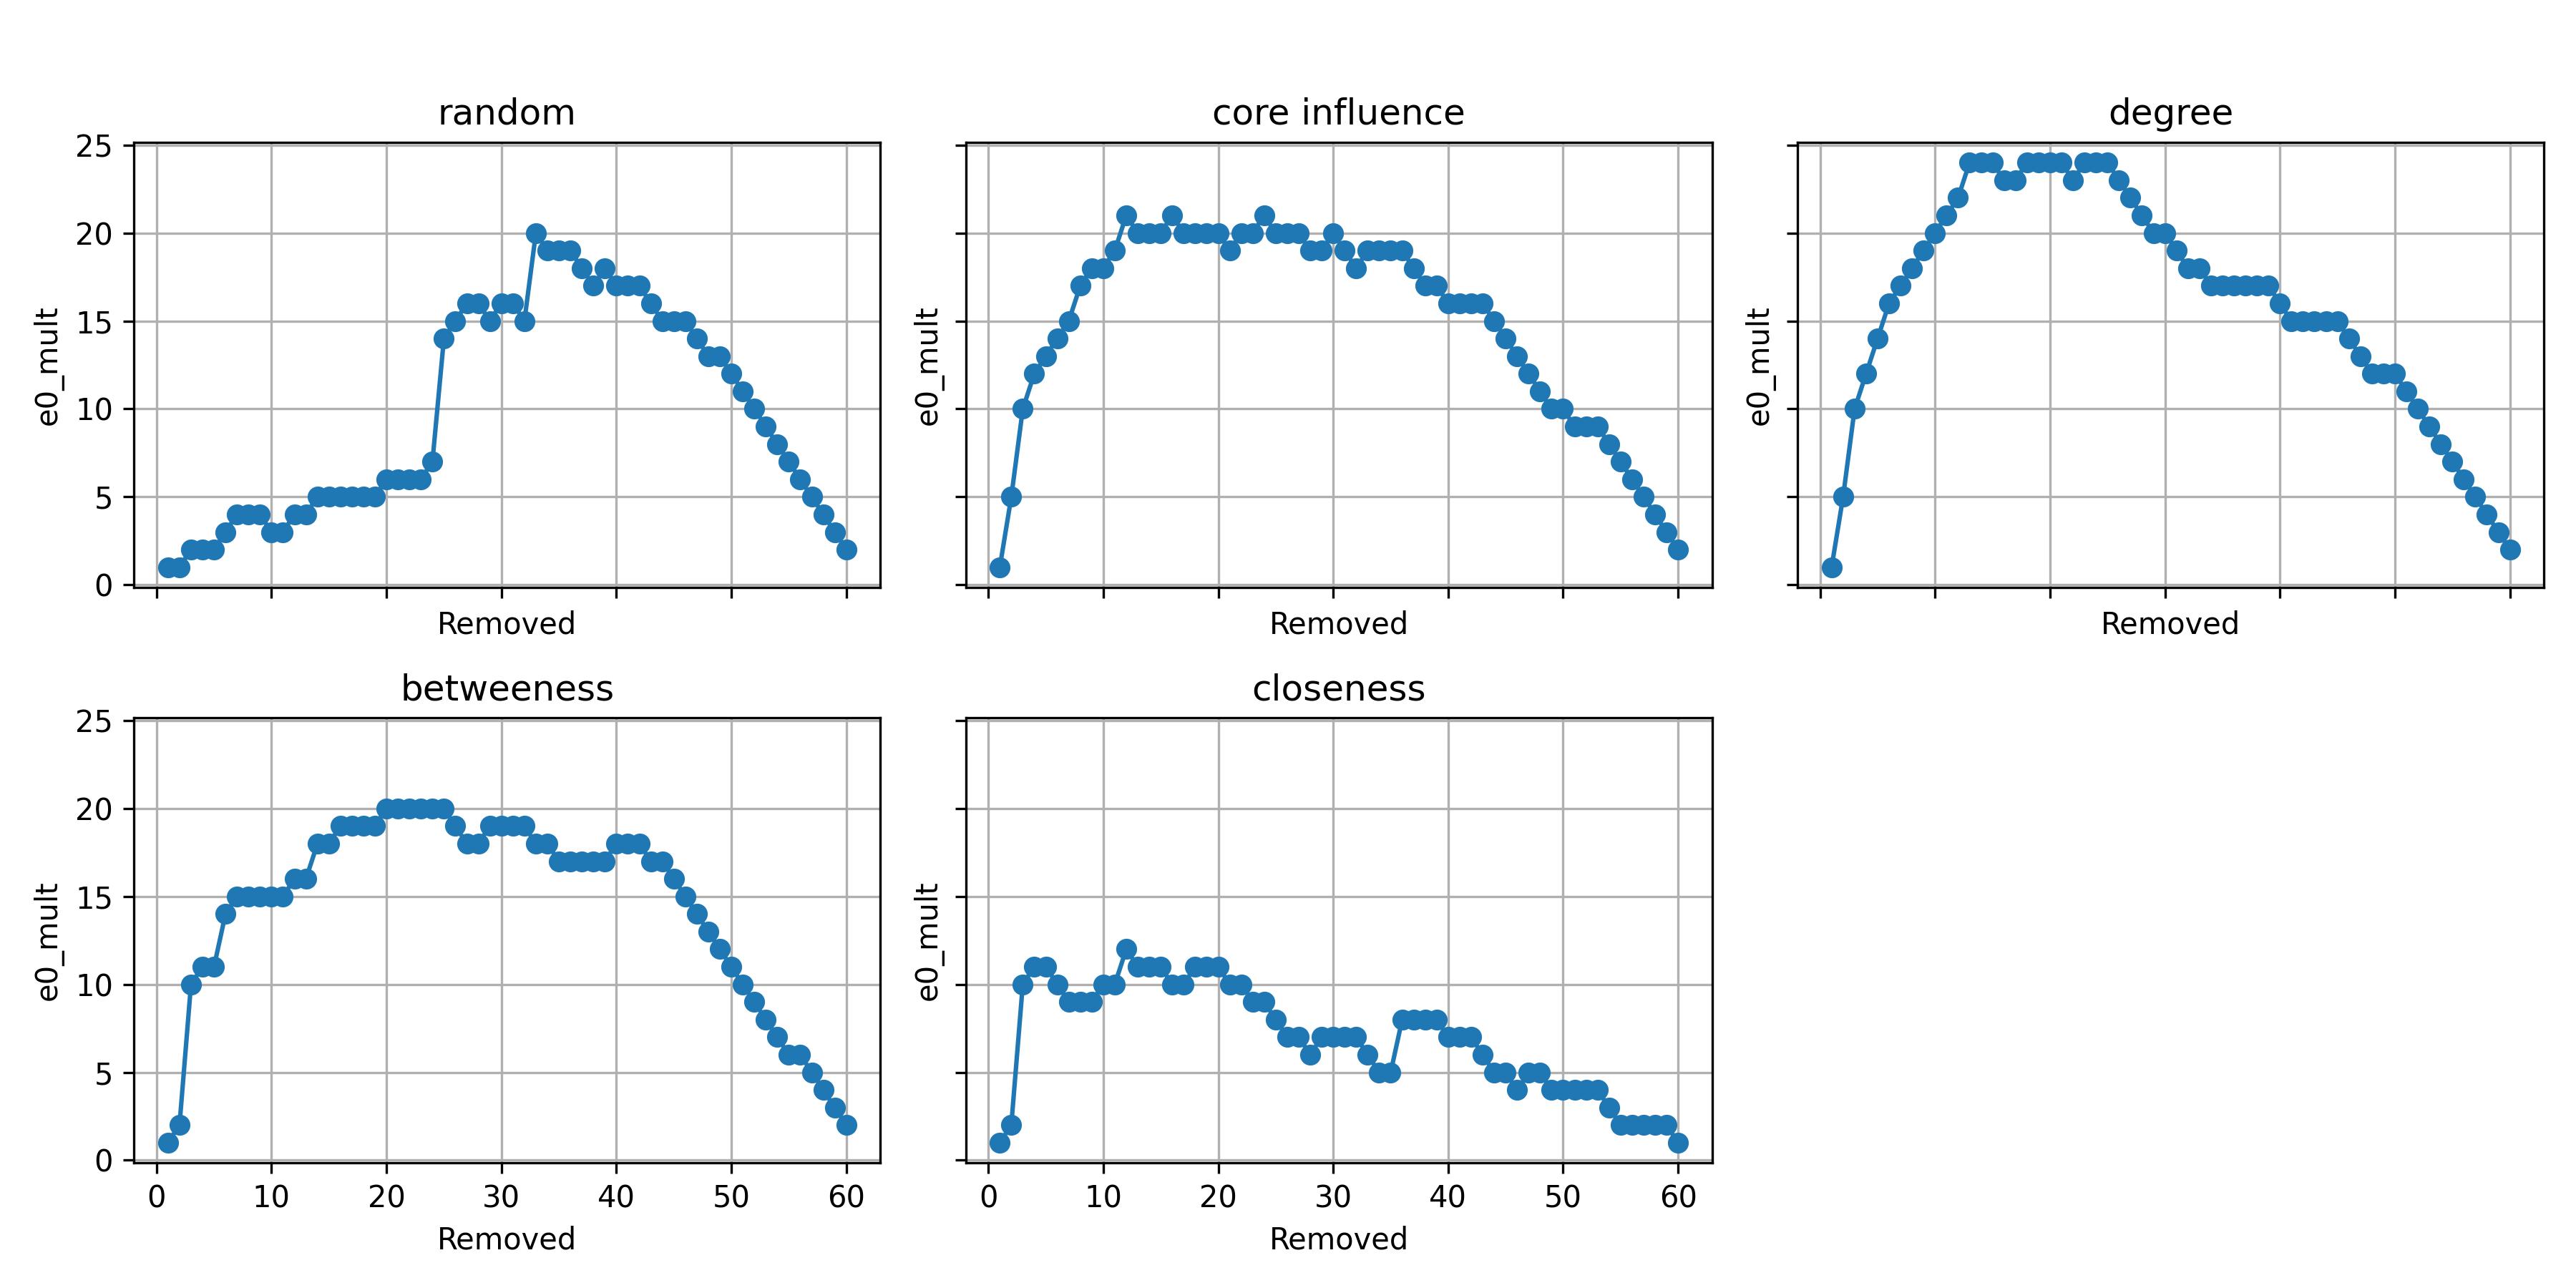 random
core influence
degree
25
20
15
10
5
0
e0_mult
e0_mult
e0_mult
Removed
Removed
Removed
betweeness
closeness
25
20
15
10
5
0
e0_mult
e0_mult
0 10 20 30 40 50 60
0 10 20 30 40 50 60
Removed
Removed